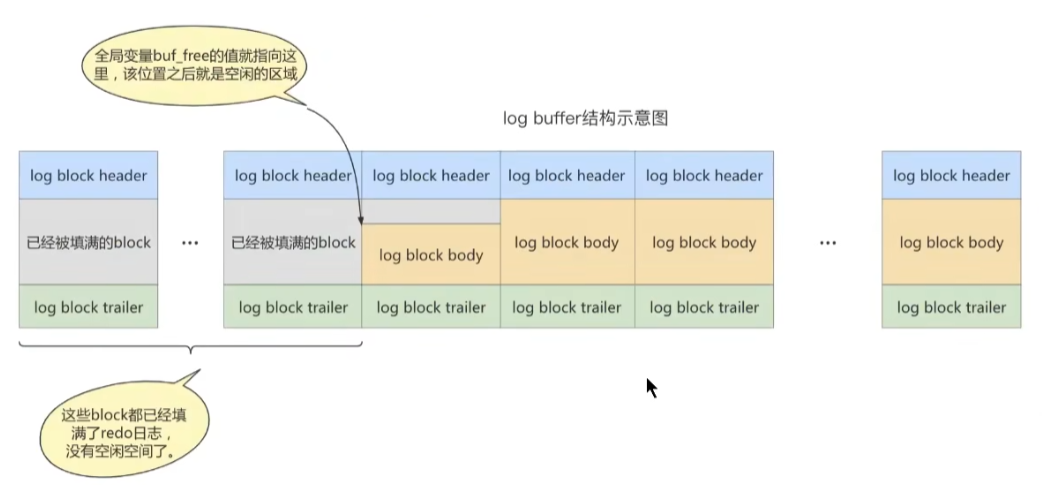 全局变量buf_free的值就指向这
里，该位置之后就是空闲的区域
log buffer结构示意图
log block header
log block header
log block header
log block header
log block header
log block header
已经被填满的block
...
已经被填满的block
log block body
log block body
log block body
...
log block body
log block trailer
log block trailer
log block trailer
log block trailer
log block trailer
log block trailer
这些block都已经填
满了redo日志，
没有空闲空间了。